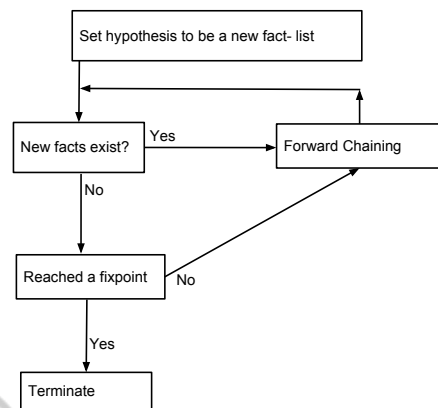 Set hypothesis to be a new fact- list
New facts exist?
Yes
Forward Chaining
No
Reached a fixpoint
No
Yes
Terminate